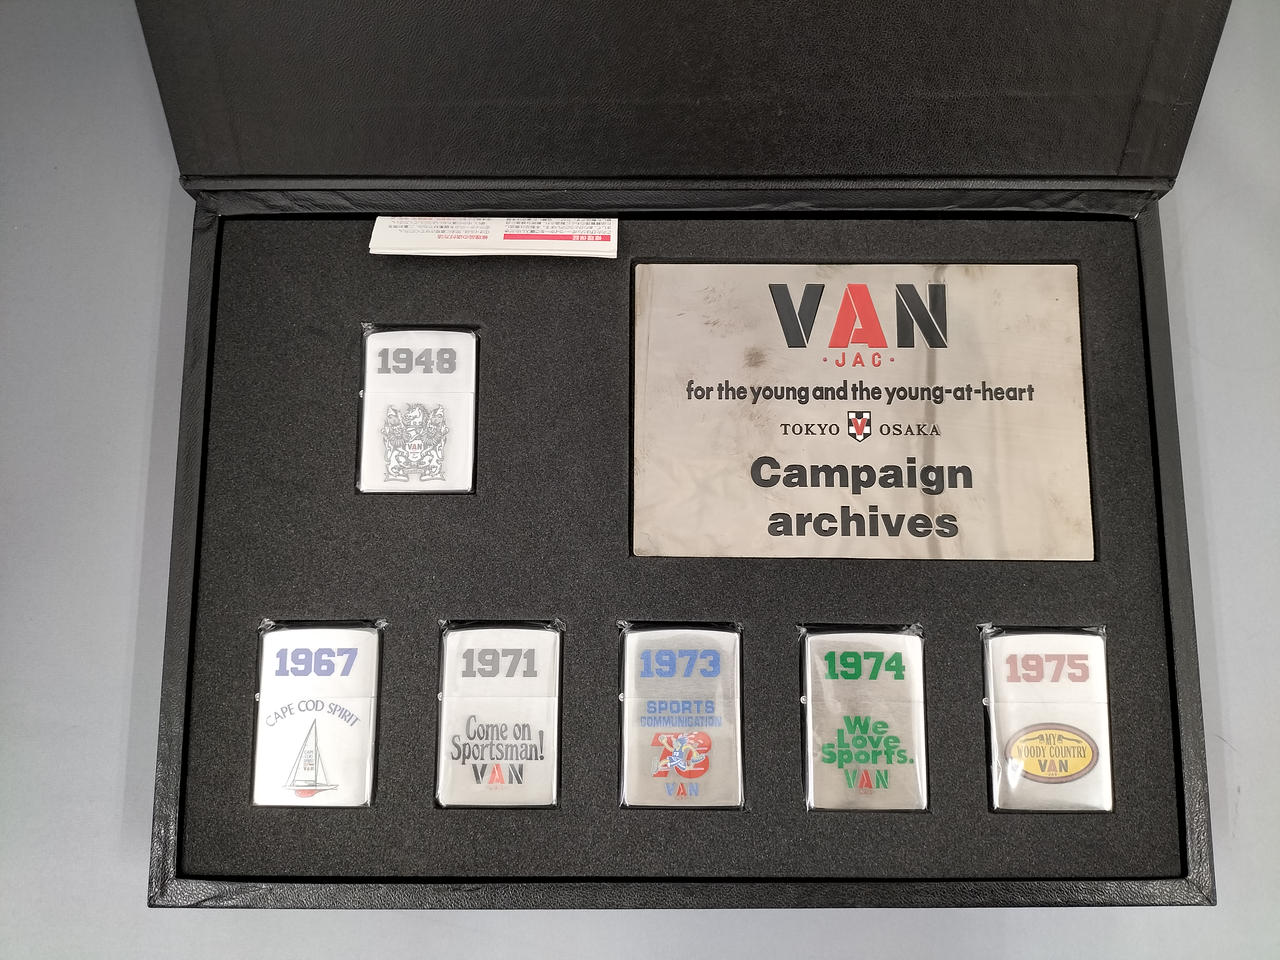 VAN
·JAC·
for the young and the young-at-heart
TOKYO V OSAKA
Campaign
archives
1948
VAN
1967
CAPE COD SPIRIT
1971
Come on
Sportsman!
VAN
1973
SPORTS
COMMUNICATION
73
VAN
1974
We
Love
Sports.
VAN
1975
MY
WOODY COUNTRY
VAN